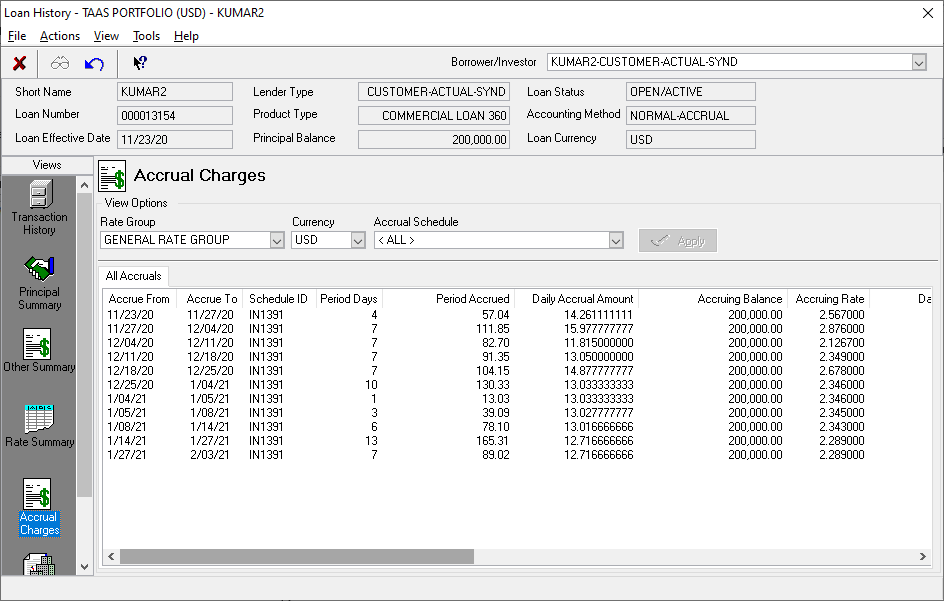 Loan History - TAAS PORTFOLIO (USD) - KUMAR2
File Actions View Tools Help
Borrower/Investor KUMAR2-CUSTOMER-ACTUAL-SYND
Short Name KUMAR2 Lender Type CUSTOMER-ACTUAL-SYND Loan Status OPEN/ACTIVE
Loan Number 000013154 Product Type COMMERCIAL LOAN 360 Accounting Method NORMAL-ACCRUAL
Loan Effective Date 11/23/20 Principal Balance 200,000.00 Loan Currency USD
Views
Transaction
History
Principal
Summary
Other Summary
Rate Summary
Accrual
Charges
Accrual Charges
View Options
Rate Group Currency Accrual Schedule
GENERAL RATE GROUP USD < ALL > Apply
All Accruals
Accrue From Accrue To Schedule ID Period Days Period Accrued Daily Accrual Amount Accruing Balance Accruing Rate Da
11/23/20 11/27/20 IN1391 4 57.04 14.261111111 200,000.00 2.567000
11/27/20 12/04/20 IN1391 7 111.85 15.977777777 200,000.00 2.876000
12/04/20 12/11/20 IN1391 7 82.70 11.815000000 200,000.00 2.126700
12/11/20 12/18/20 IN1391 7 91.35 13.050000000 200,000.00 2.349000
12/18/20 12/25/20 IN1391 7 104.15 14.877777777 200,000.00 2.678000
12/25/20 1/04/21 IN1391 10 130.33 13.033333333 200,000.00 2.346000
1/04/21 1/05/21 IN1391 1 13.03 13.033333333 200,000.00 2.346000
1/05/21 1/08/21 IN1391 3 39.09 13.027777777 200,000.00 2.345000
1/08/21 1/14/21 IN1391 6 78.10 13.016666666 200,000.00 2.343000
1/14/21 1/27/21 IN1391 13 165.31 12.716666666 200,000.00 2.289000
1/27/21 2/03/21 IN1391 7 89.02 12.716666666 200,000.00 2.289000